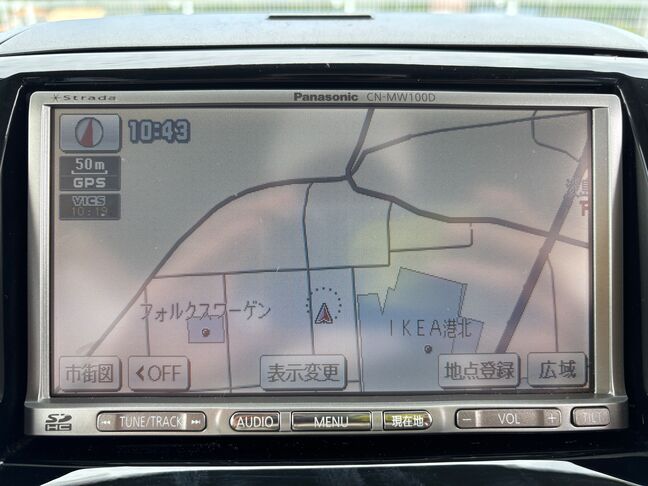 Strada
Panasonic CN-MW100D
10:43
50m
GPS
VICS
10:19
フォルクスワーゲン
IKEA港北
市街図
<OFF
表示変更
地点登録
広域
SD
HC
TUNE/TRACK
AUDIO
MENU
現在地
− VOL +
TILT